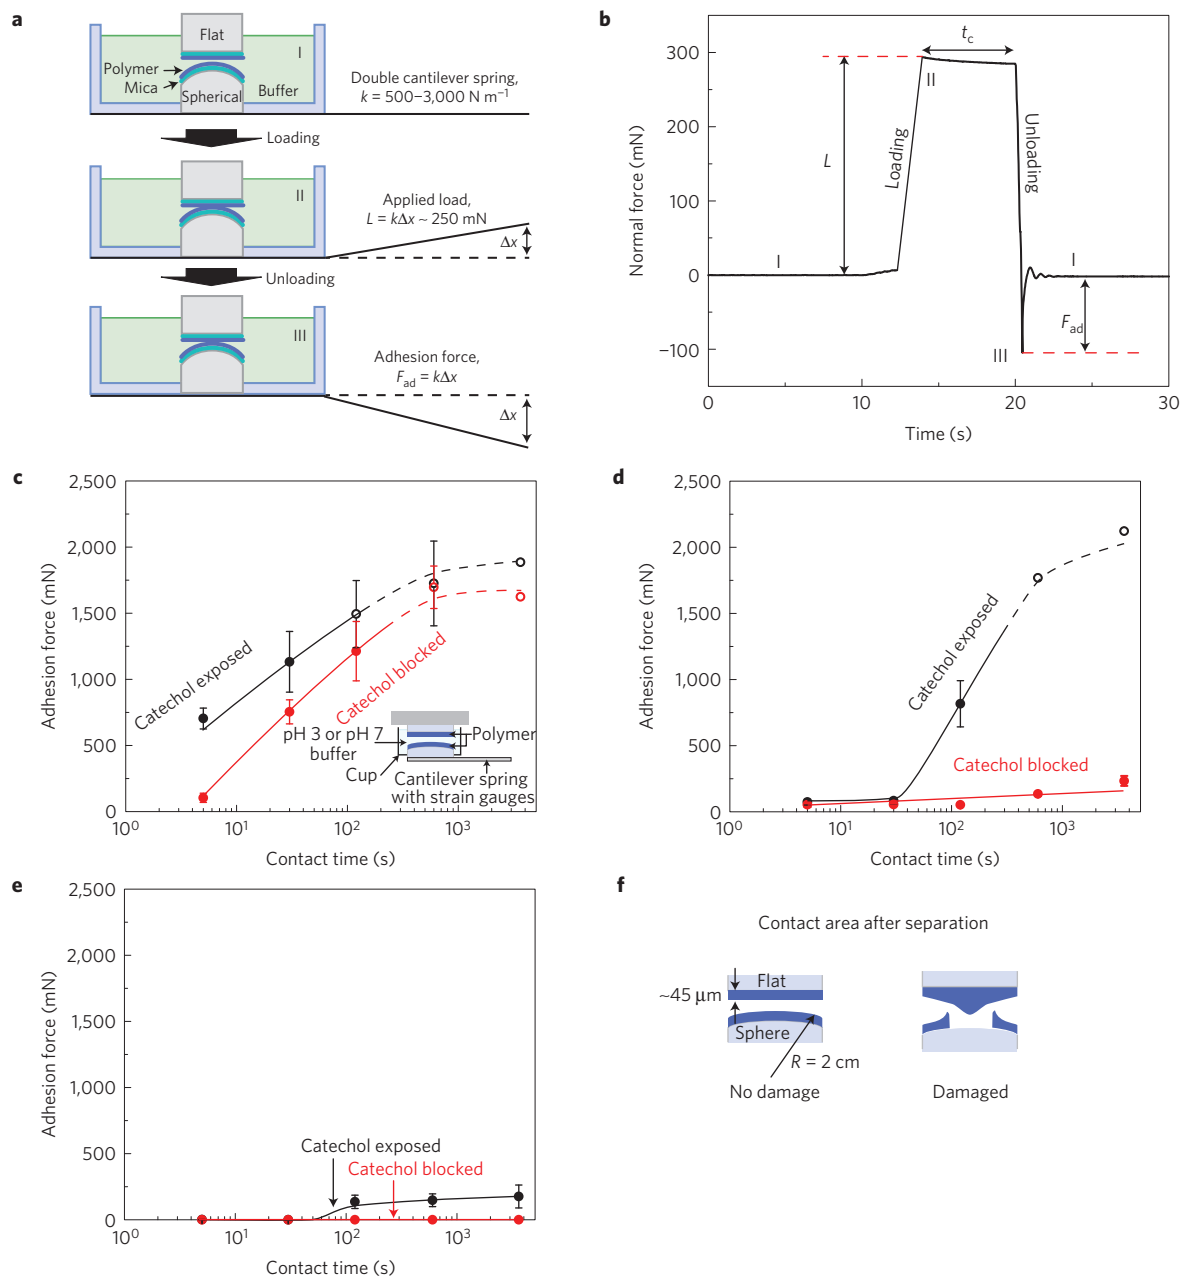 a
Flat
I
Polymer
Mica
Spherical
Buffer
Double cantilever spring,
k = 500–3,000 N m⁻¹
Loading
II
Applied load,
L = kΔx ~ 250 mN
Δx
Unloading
III
Adhesion force,
F_ad = kΔx
Δx
b
Normal force (mN)
300
200
100
0
−100
L
Loading
II
t_c
Unloading
I
I
F_ad
III
0
10
20
30
Time (s)
c
Adhesion force (mN)
2,500
2,000
1,500
1,000
500
0
Catechol exposed
Catechol blocked
pH 3 or pH 7
buffer
Polymer
Cup
Cantilever spring
with strain gauges
10⁰
10¹
10²
10³
Contact time (s)
d
Adhesion force (mN)
2,500
2,000
1,500
1,000
500
0
Catechol exposed
Catechol blocked
10⁰
10¹
10²
10³
Contact time (s)
e
Adhesion force (mN)
2,500
2,000
1,500
1,000
500
0
Catechol exposed
Catechol blocked
10⁰
10¹
10²
10³
Contact time (s)
f
Contact area after separation
Flat
~45 μm
Sphere
R = 2 cm
No damage
Damaged